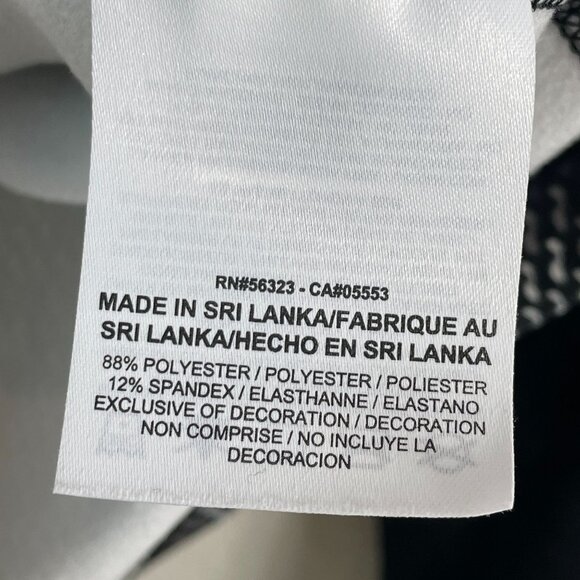 RN#56323 - CA#05553
MADE IN SRI LANKA/FABRIQUE AU
SRI LANKA/HECHO EN SRI LANKA
88% POLYESTER / POLYESTER / POLIESTER
12% SPANDEX / ELASTHANNE / ELASTANO
EXCLUSIVE OF DECORATION / DECORATION
NON COMPRISE / NO INCLUYE LA
DECORACION